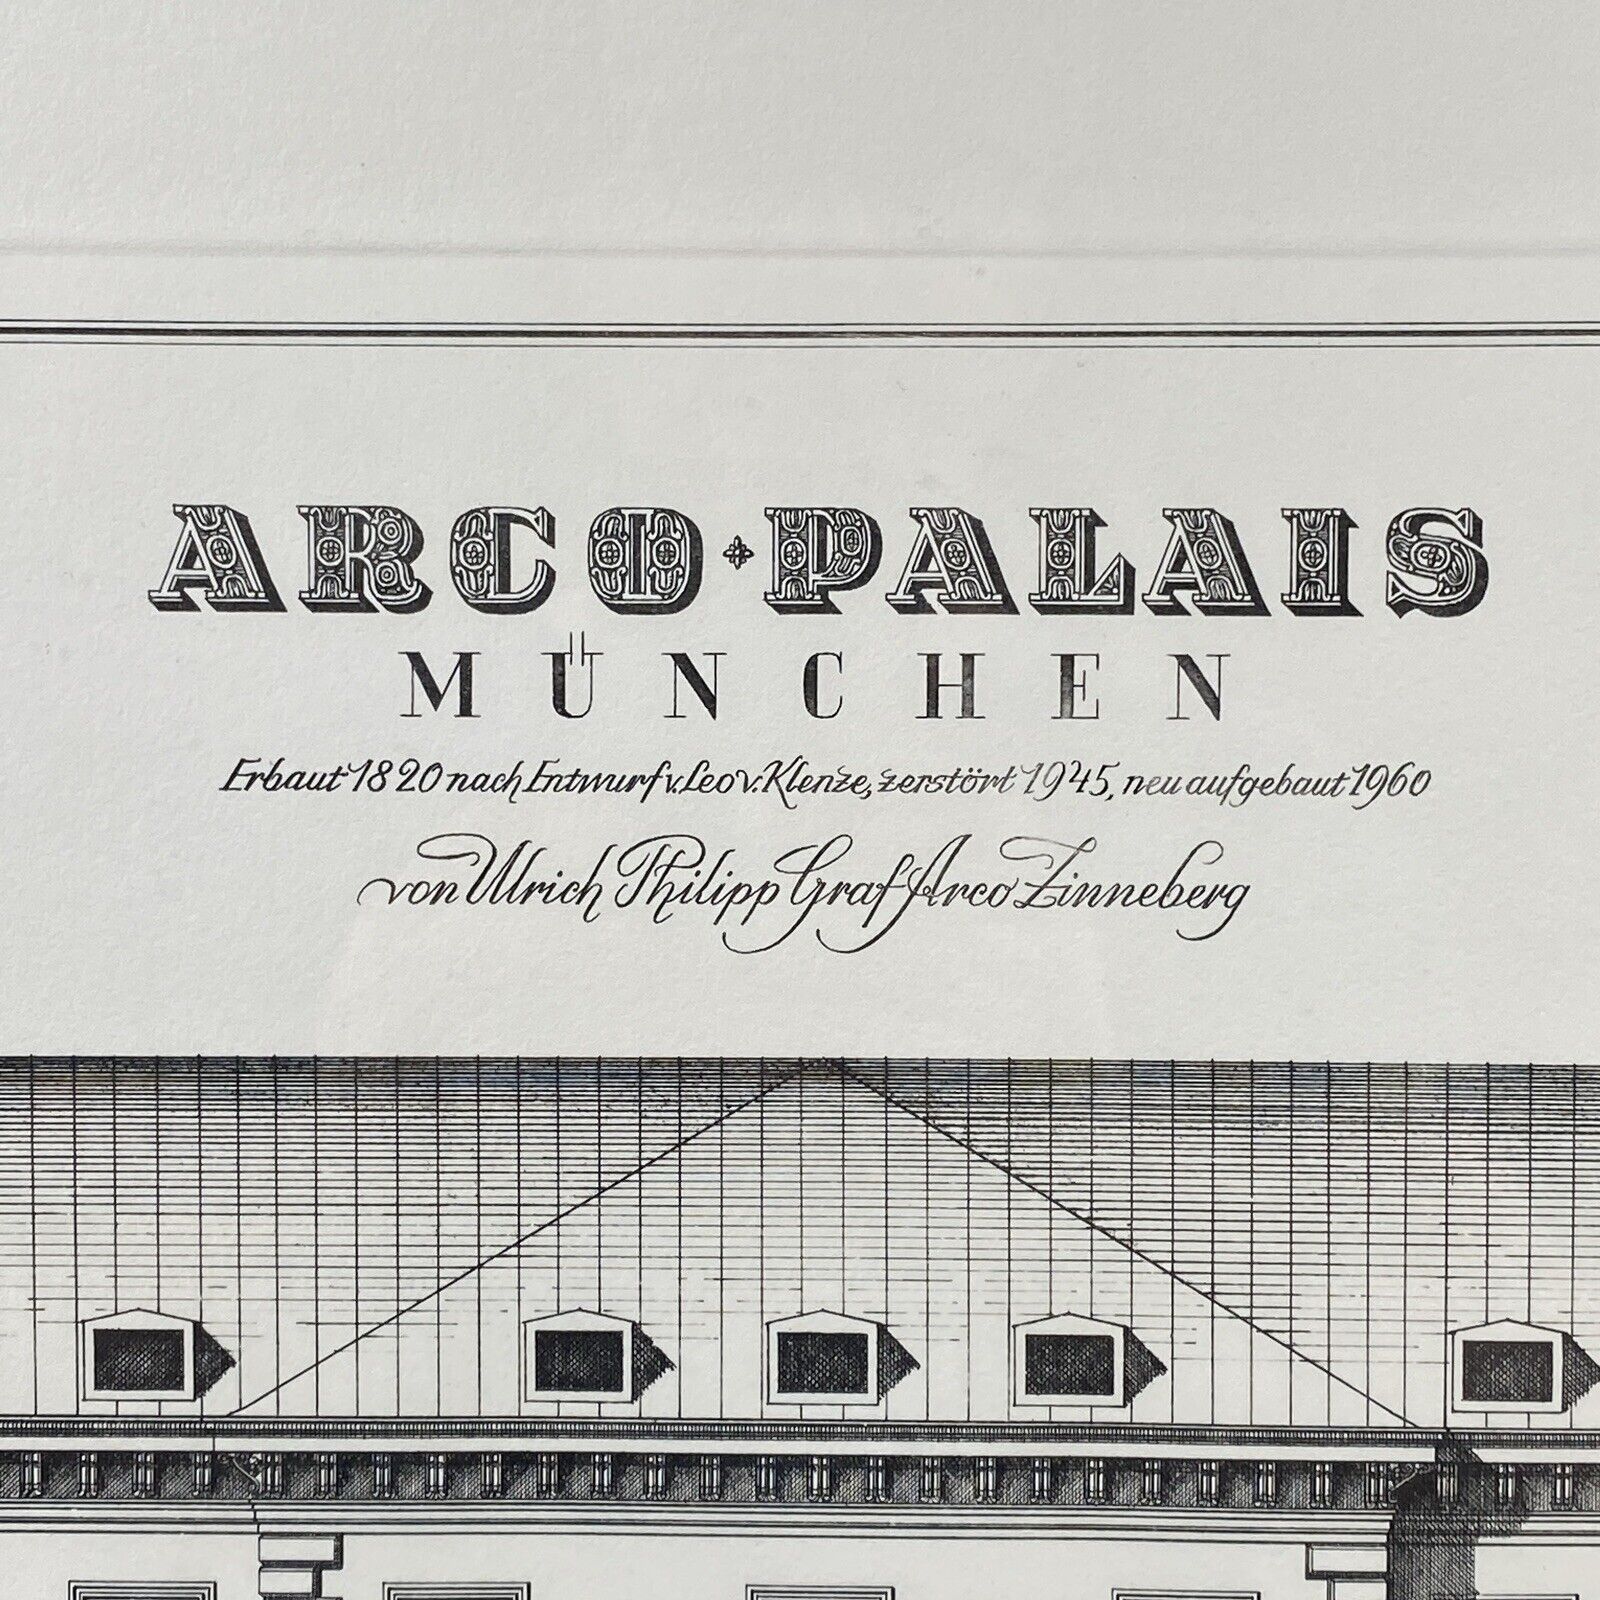 ARCO · PALAIS
MÜNCHEN
Erbaut 1820 nach Entwurf v. Leo v. Klenze, zerstört 1945, neu aufgebaut 1960
von Ulrich Philipp Graf Arco Zinneberg